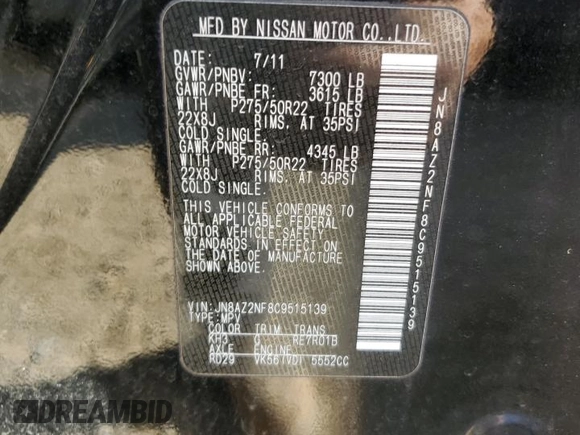 MFD BY NISSAN MOTOR CO.,LTD.
DATE: 7/11
GVWR/PNBV: 7300 LB
GAWR/PNBE FR: 3615 LB
WITH P275/50R22 TIRES
22X8J RIMS, AT 35PSI
COLD SINGLE.
GAWR/PNBE RR: 4345 LB
WITH P275/50R22 TIRES
22X8J RIMS, AT 35PSI
COLD SINGLE.
THIS VEHICLE CONFORMS TO
ALL APPLICABLE FEDERAL
MOTOR VEHICLE SAFETY
STANDARDS IN EFFECT ON
THE DATE OF MANUFACTURE
SHOWN ABOVE.
VIN: JN8AZ2NF8C9515139
TYPE: MPV
COLOR TRIM TRANS
KH3 G RE7R01B
AXLE ENGINE
R029 VK56(VD) 5552CC
JN8AZ2NF8C9515139
DREAMBID